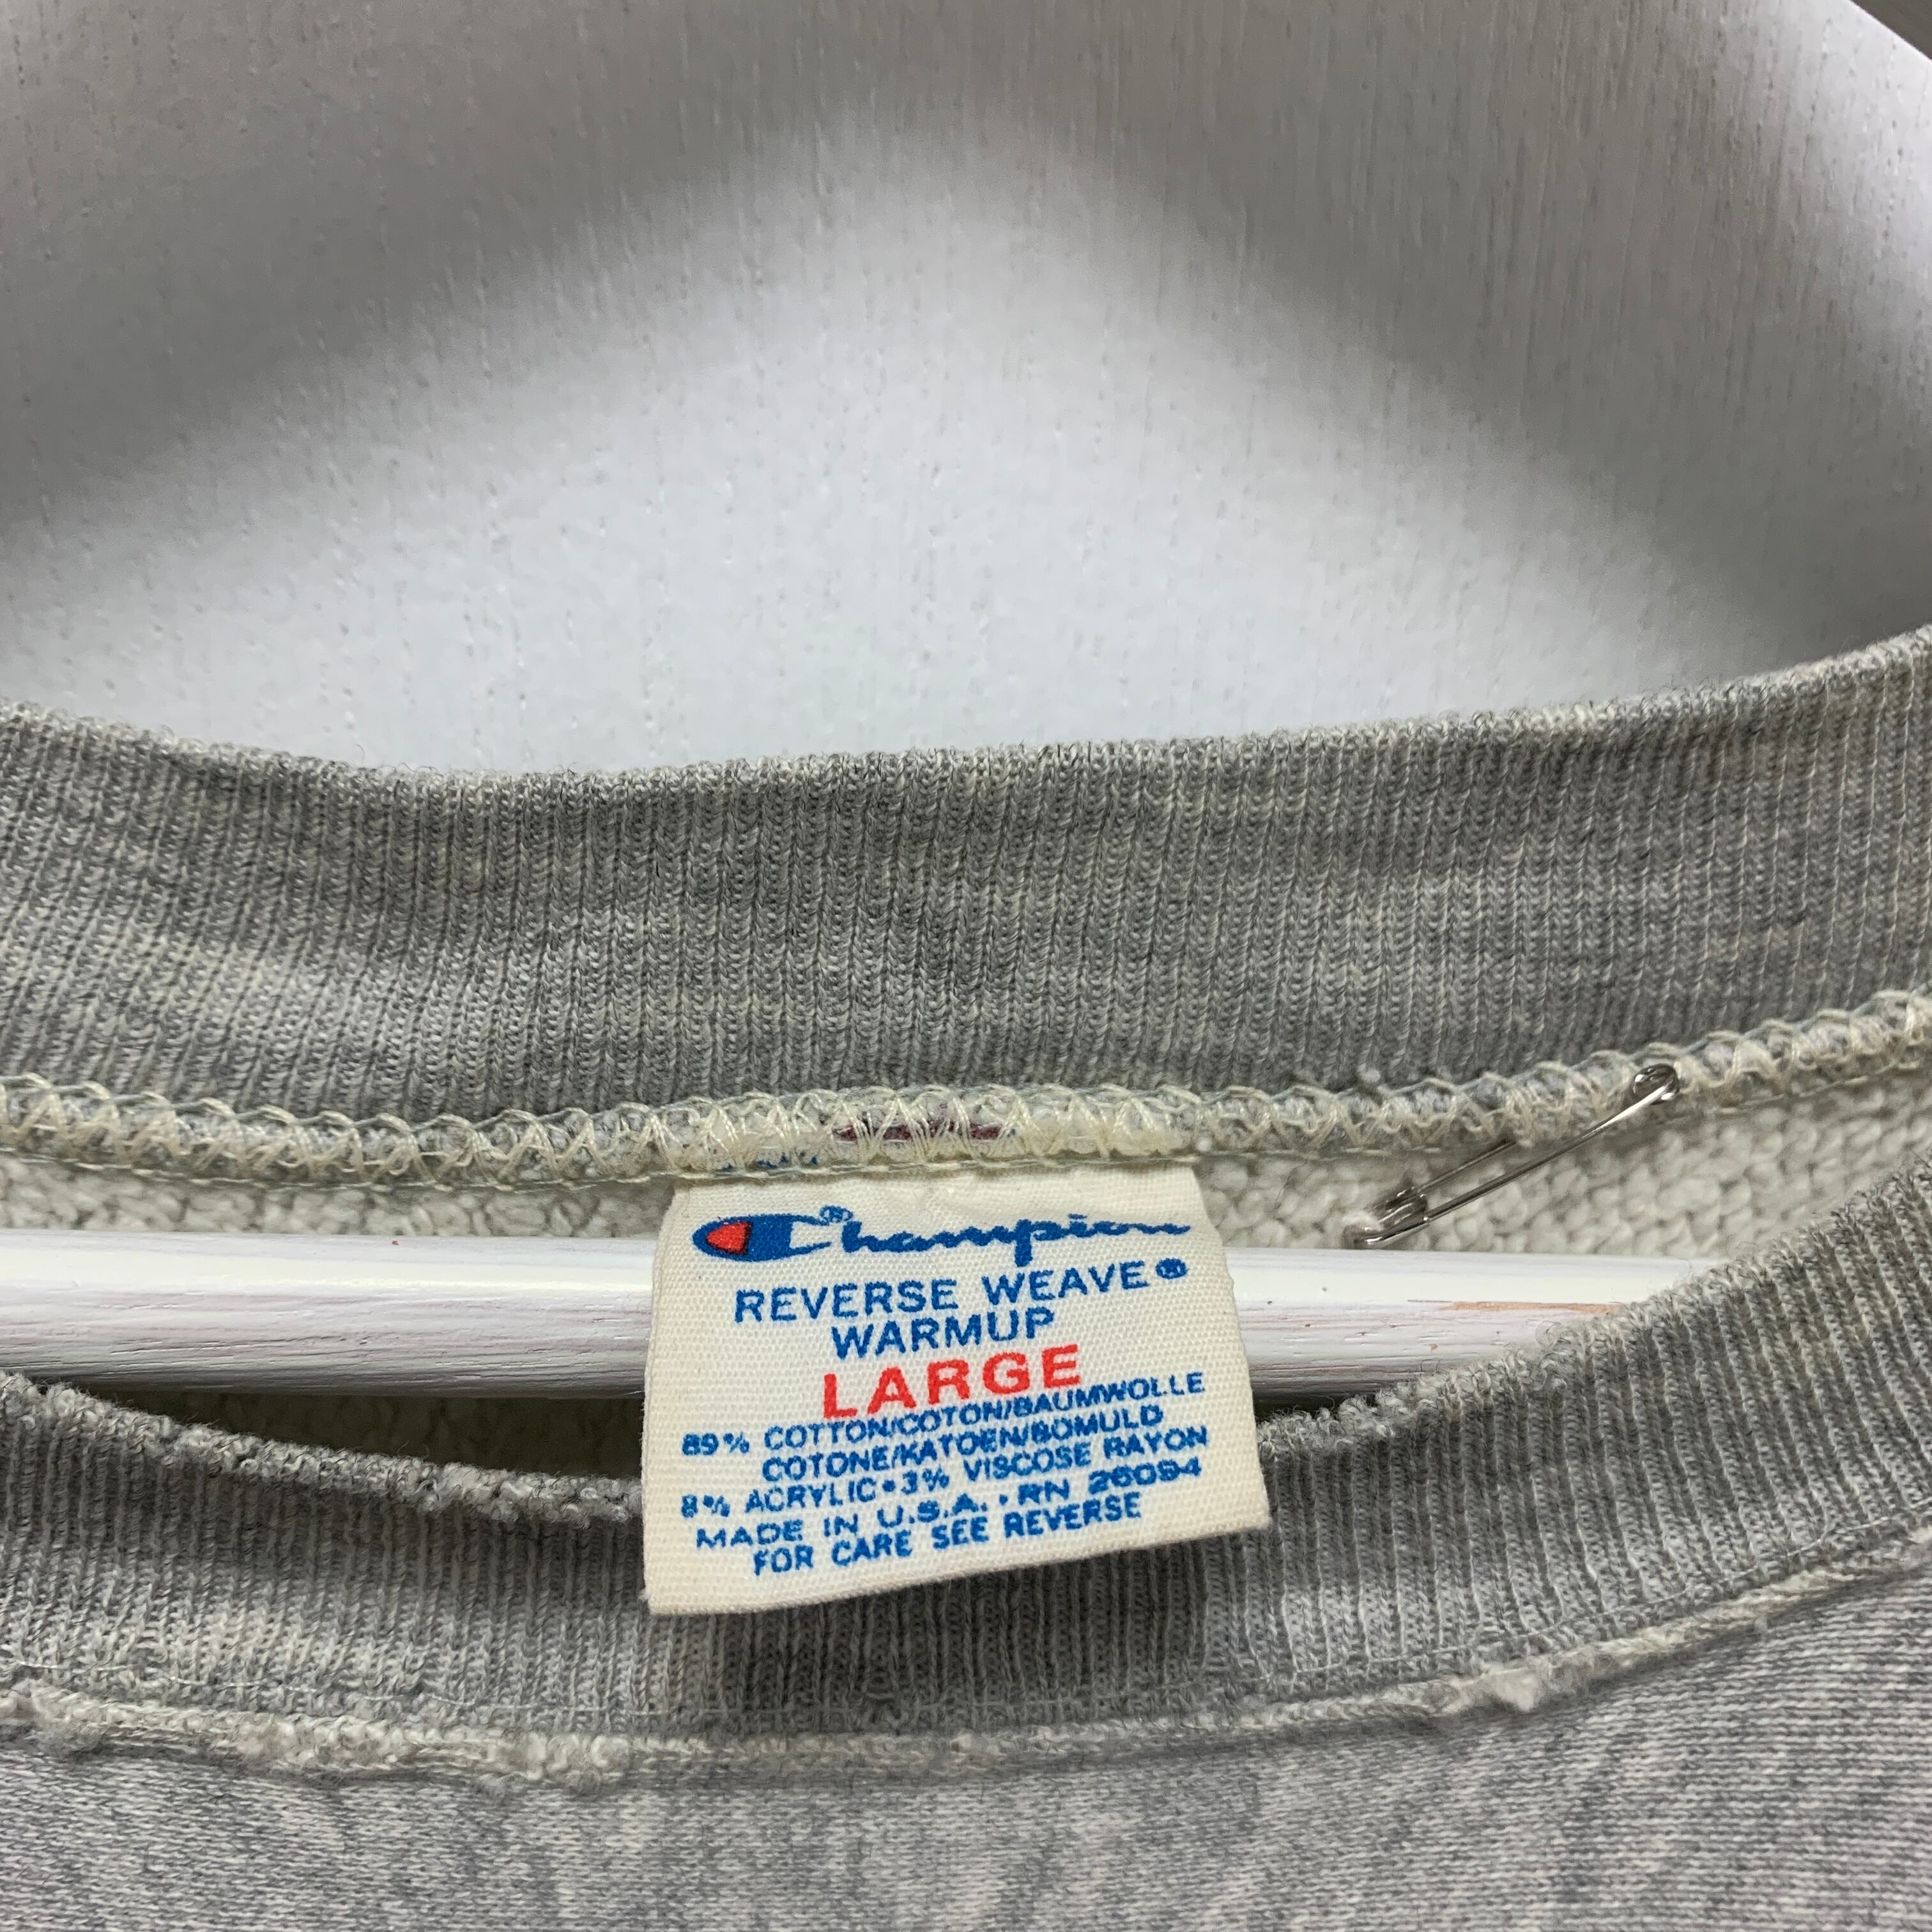 Champion®
REVERSE WEAVE®
WARMUP
LARGE
89% COTTON/COTON/BAUMWOLLE
COTONE/KATOEN/BOMULD
8% ACRYLIC•3% VISCOSE RAYON
MADE IN U.S.A. • RN 26094
FOR CARE SEE REVERSE